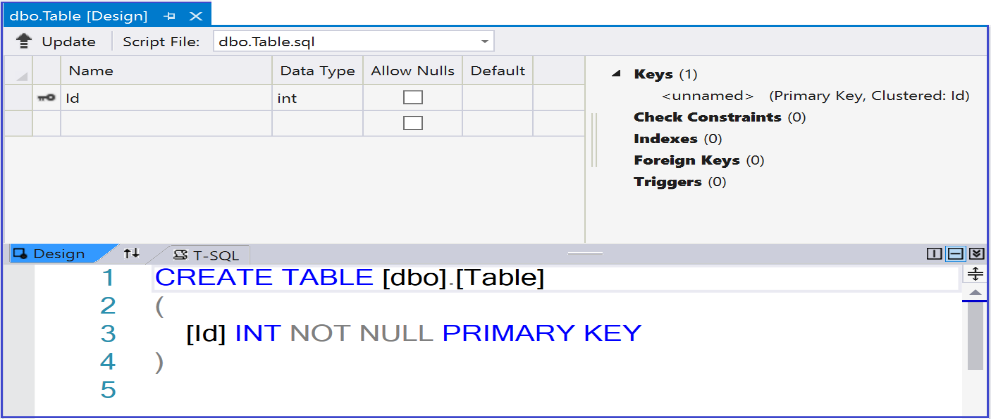 dbo.Table [Design]
Update Script File: dbo.Table.sql
Name Data Type Allow Nulls Default
Id int
Keys (1)
<unnamed> (Primary Key, Clustered: Id)
Check Constraints (0)
Indexes (0)
Foreign Keys (0)
Triggers (0)
Design T-SQL
1 CREATE TABLE [dbo].[Table]
2 (
3 [Id] INT NOT NULL PRIMARY KEY
4 )
5